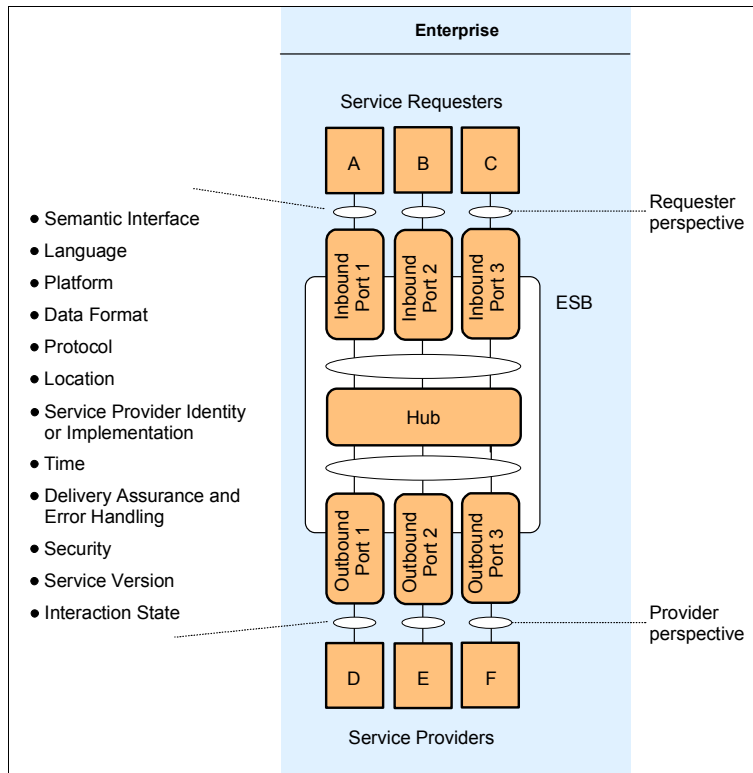 Enterprise
Service Requesters
A
B
C
Requester
perspective
● Semantic Interface
● Language
● Platform
● Data Format
● Protocol
● Location
● Service Provider Identity
or Implementation
● Time
● Delivery Assurance and
Error Handling
● Security
● Service Version
● Interaction State
Inbound
Port 1
Inbound
Port 2
Inbound
Port 3
ESB
Hub
Outbound
Port 1
Outbound
Port 2
Outbound
Port 3
Provider
perspective
D
E
F
Service Providers